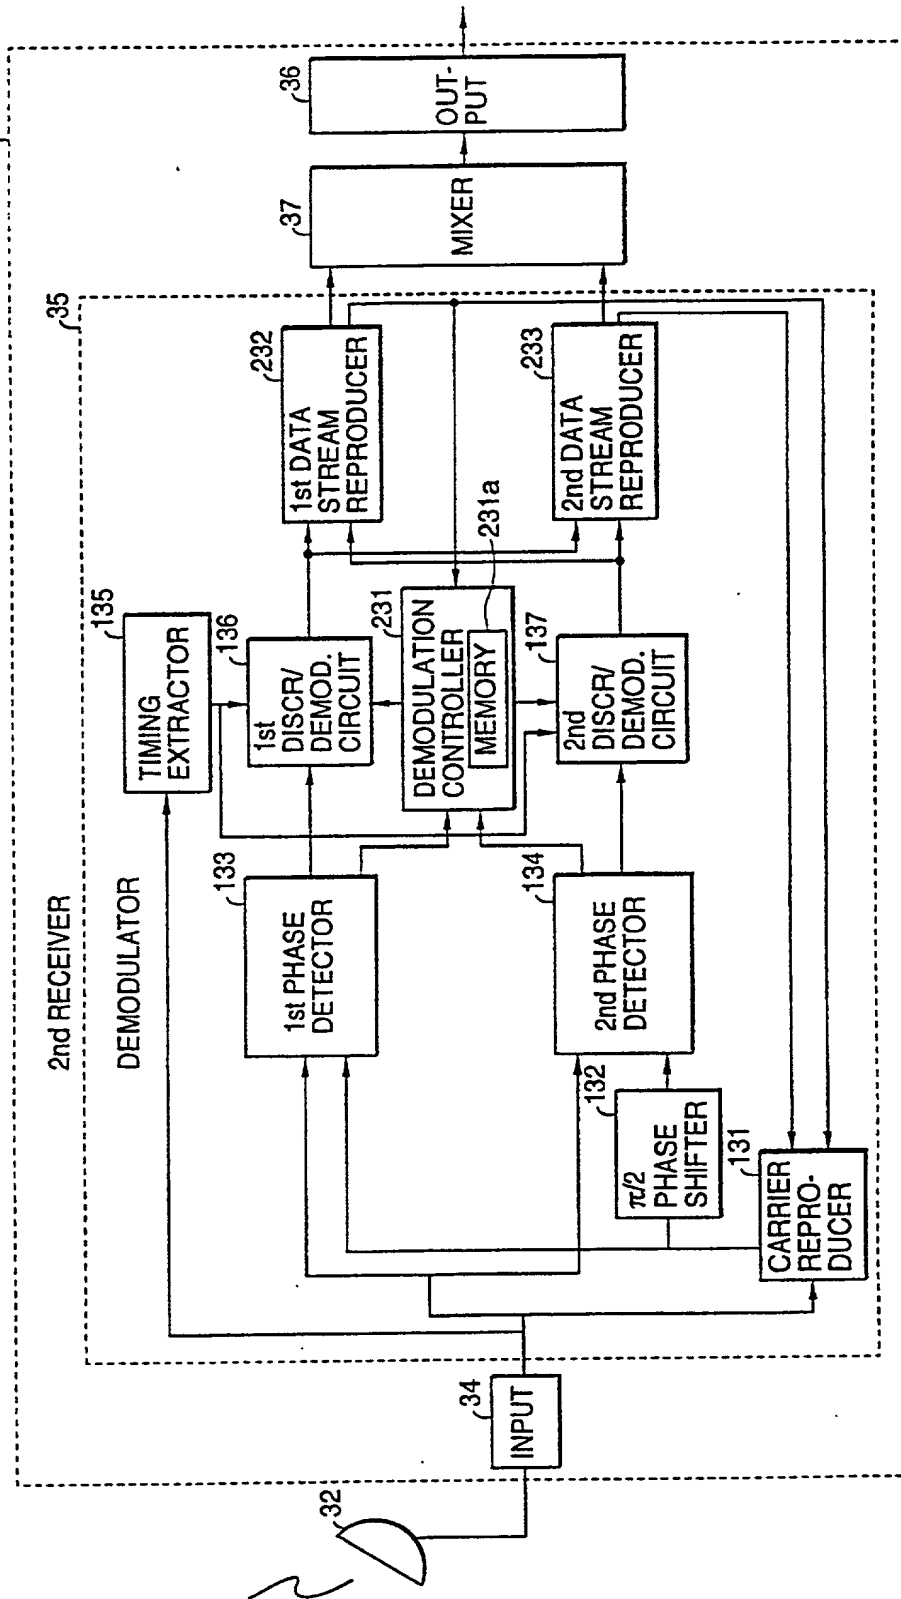 2nd RECEIVER
35
DEMODULATOR
135
TIMING
EXTRACTOR
32
34
INPUT
133
1st PHASE
DETECTOR
136
1st
DISCR/
DEMOD.
CIRCUIT
232
1st DATA
STREAM
REPRODUCER
37
MIXER
36
OUT-
PUT
231
DEMODULATION
CONTROLLER
MEMORY
231a
134
2nd PHASE
DETECTOR
137
2nd
DISCR/
DEMOD.
CIRCUIT
233
2nd DATA
STREAM
REPRODUCER
132
π/2
PHASE
SHIFTER
131
CARRIER
REPRO-
DUCER